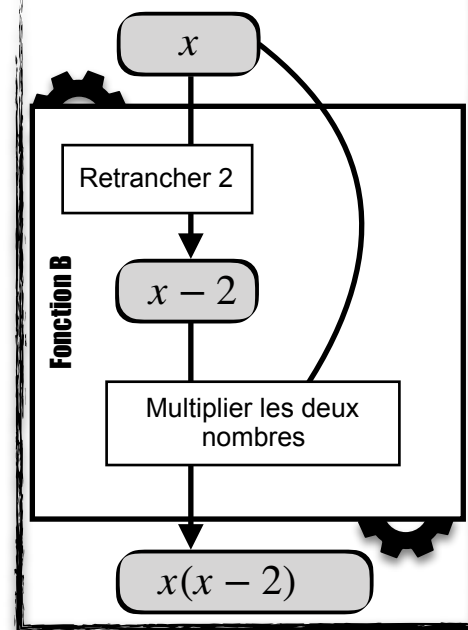 x
Retrancher 2
Fonction B
x − 2
Multiplier les deux
nombres
x(x − 2)